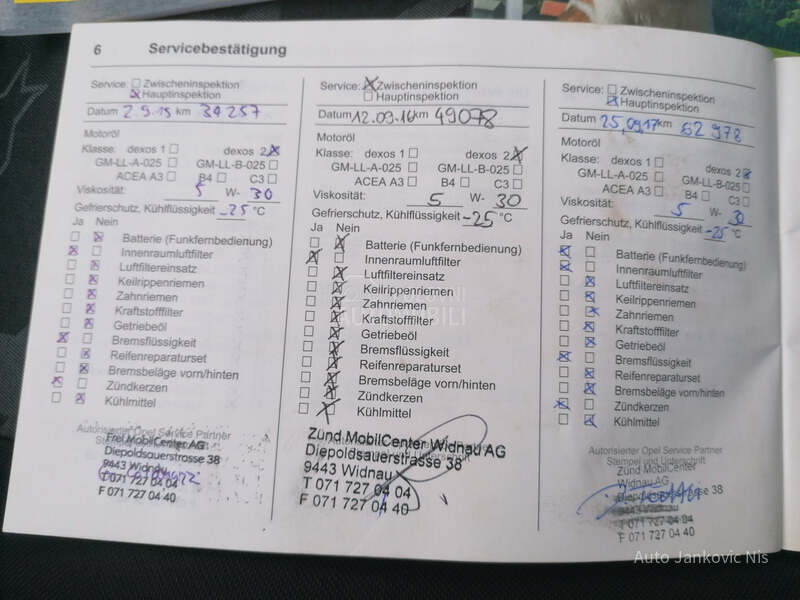 6 Servicebestätigung
Service: Zwischeninspektion
Hauptinspektion
Datum 2.9.15 km 34257
Motoröl
Klasse: dexos 1 dexos 2
GM-LL-A-025 GM-LL-B-025
ACEA A3 B4 C3
Viskosität: 5 W- 30
Gefrierschutz, Kühlflüssigkeit -25 °C
Ja Nein
Batterie (Funkfernbedienung)
Innenraumluftfilter
Luftfiltereinsatz
Keilrippenriemen
Zahnriemen
Kraftstofffilter
Getriebeöl
Bremsflüssigkeit
Reifenreparaturset
Bremsbeläge vorn/hinten
Zündkerzen
Kühlmittel
Autorisierter Opel Service Partner
Frei MobilCenter AG
Diepoldsauerstrasse 38
9443 Widnau
T 071 727 04 04
F 071 727 04 40
Service: Zwischeninspektion
Hauptinspektion
Datum 12.09.16 km 49078
Motoröl
Klasse: dexos 1 dexos 2
GM-LL-A-025 GM-LL-B-025
ACEA A3 B4 C3
Viskosität: 5 W- 30
Gefrierschutz, Kühlflüssigkeit -25 °C
Ja Nein
Batterie (Funkfernbedienung)
Innenraumluftfilter
Luftfiltereinsatz
Keilrippenriemen
Zahnriemen
Kraftstofffilter
Getriebeöl
Bremsflüssigkeit
Reifenreparaturset
Bremsbeläge vorn/hinten
Zündkerzen
Kühlmittel
Zünd MobilCenter Widnau AG
Diepoldsauerstrasse 38
9443 Widnau
T 071 727 04 04
F 071 727 04 40
Service: Zwischeninspektion
Hauptinspektion
Datum 25.09.17 km 62978
Motoröl
Klasse: dexos 1 dexos 2
GM-LL-A-025 GM-LL-B-025
ACEA A3 B4 C3
Viskosität: 5 W- 30
Gefrierschutz, Kühlflüssigkeit -25 °C
Ja Nein
Batterie (Funkfernbedienung)
Innenraumluftfilter
Luftfiltereinsatz
Keilrippenriemen
Zahnriemen
Kraftstofffilter
Getriebeöl
Bremsflüssigkeit
Reifenreparaturset
Bremsbeläge vorn/hinten
Zündkerzen
Kühlmittel
Autorisierter Opel Service Partner
Stempel und Unterschrift
Zünd MobilCenter
Widnau AG
Diepoldsauerstrasse 38
9443 Widnau
T 071 727 04 04
F 071 727 04 40
Auto Jankovic Nis